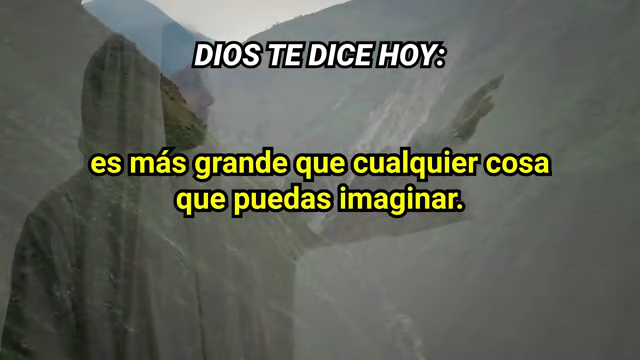 DIOS TE DICE HOY:
es más grande que cualquier cosa
que puedas imaginar.